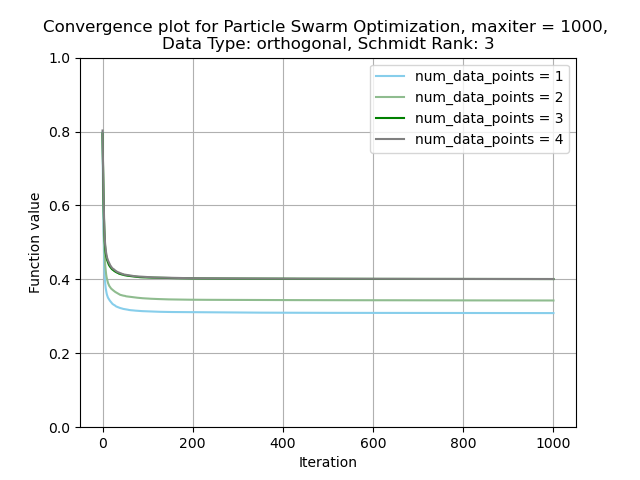 Convergence plot for Particle Swarm Optimization, maxiter = 1000,
Data Type: orthogonal, Schmidt Rank: 3
num_data_points = 1
num_data_points = 2
num_data_points = 3
num_data_points = 4
Function value
1.0
0.8
0.6
0.4
0.2
0.0
0 200 400 600 800 1000
Iteration